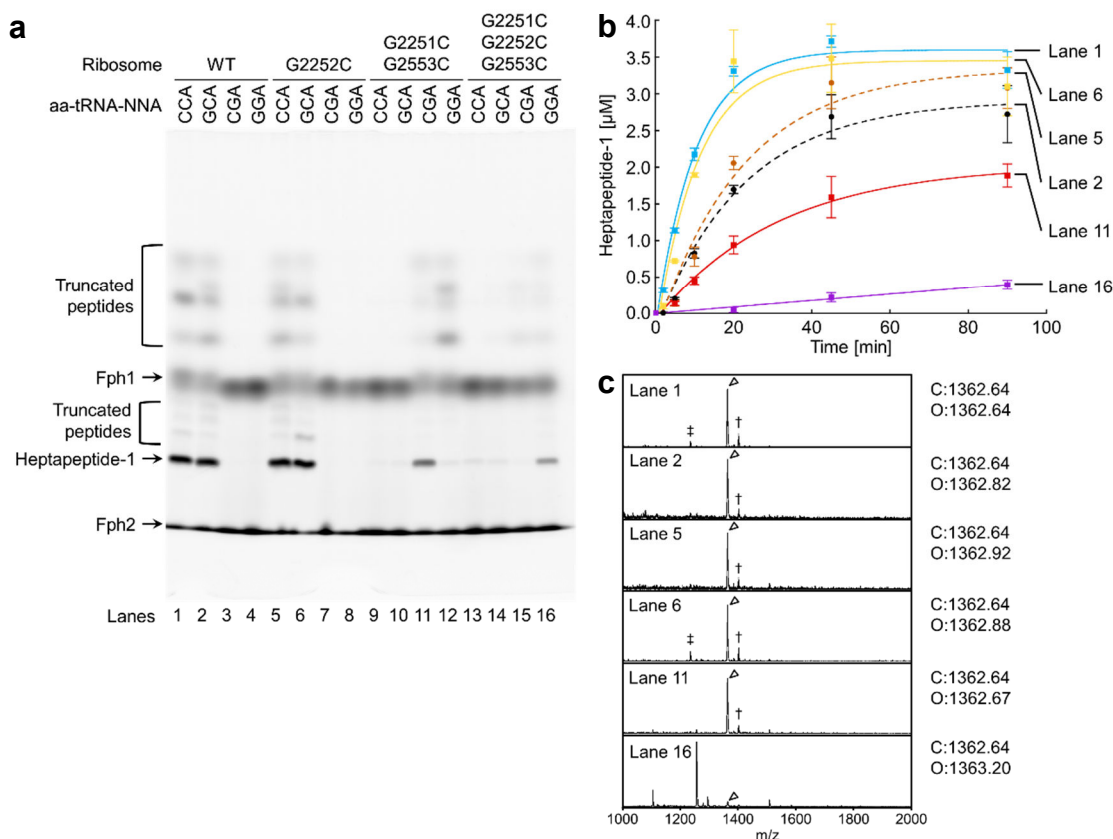 a
G2251C
G2251C G2252C
Ribosome WT G2252C G2553C G2553C
aa-tRNA-NNA CCA GCA CGA GGA CCA GCA CGA GGA CCA GCA CGA GGA CCA GCA CGA GGA
Truncated
peptides
Fph1
Truncated
peptides
Heptapeptide-1
Fph2
Lanes 1 2 3 4 5 6 7 8 9 10 11 12 13 14 15 16
b
Heptapeptide-1 [µM]
4.0
3.5
3.0
2.5
2.0
1.5
1.0
0.5
0.0
0 20 40 60 80 100
Time [min]
Lane 1
Lane 6
Lane 5
Lane 2
Lane 11
Lane 16
c
Lane 1 ‡ † C:1362.64
O:1362.64
Lane 2 † C:1362.64
O:1362.82
Lane 5 † C:1362.64
O:1362.92
Lane 6 ‡ † C:1362.64
O:1362.88
Lane 11 † C:1362.64
O:1362.67
Lane 16 C:1362.64
O:1363.20
1000 1200 1400 1600 1800 2000
m/z